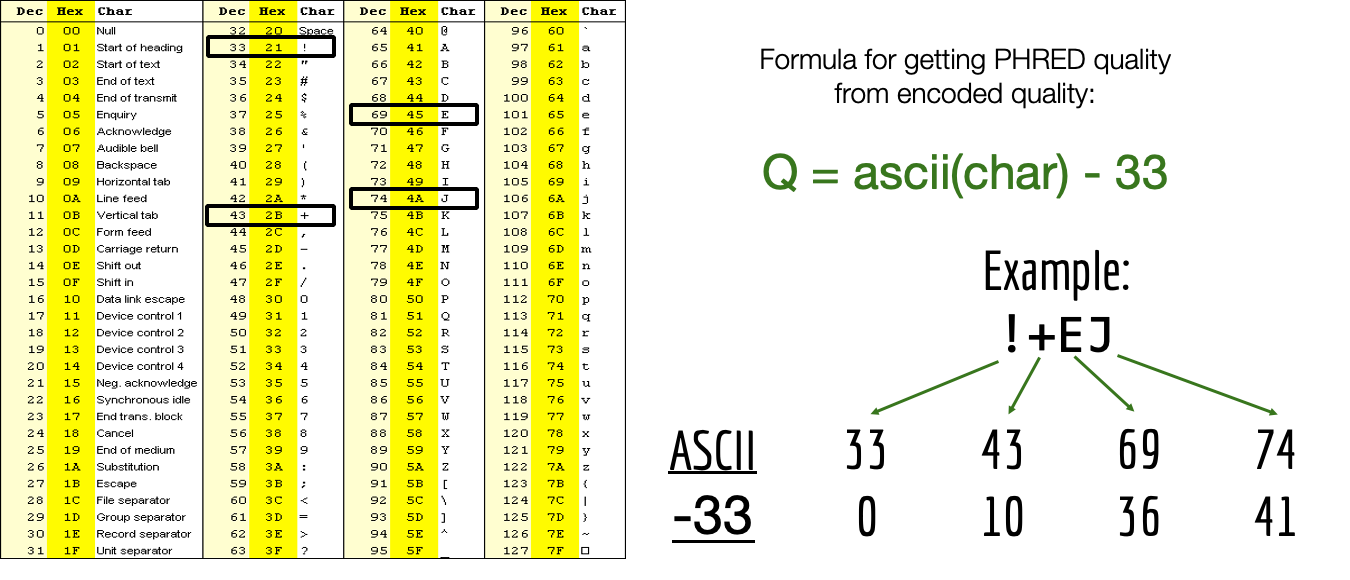 Dec Hex Char Dec Hex Char Dec Hex Char Dec Hex Char
0 00 Null 32 20 Space 64 40 @ 96 60 `
1 01 Start of heading 33 21 ! 65 41 A 97 61 a
2 02 Start of text 34 22 " 66 42 B 98 62 b
3 03 End of text 35 23 # 67 43 C 99 63 c
4 04 End of transmit 36 24 $ 68 44 D 100 64 d
5 05 Enquiry 37 25 % 69 45 E 101 65 e
6 06 Acknowledge 38 26 & 70 46 F 102 66 f
7 07 Audible bell 39 27 ' 71 47 G 103 67 g
8 08 Backspace 40 28 ( 72 48 H 104 68 h
9 09 Horizontal tab 41 29 ) 73 49 I 105 69 i
10 0A Line feed 42 2A * 74 4A J 106 6A j
11 0B Vertical tab 43 2B + 75 4B K 107 6B k
12 0C Form feed 44 2C , 76 4C L 108 6C l
13 0D Carriage return 45 2D - 77 4D M 109 6D m
14 0E Shift out 46 2E . 78 4E N 110 6E n
15 0F Shift in 47 2F / 79 4F O 111 6F o
16 10 Data link escape 48 30 0 80 50 P 112 70 p
17 11 Device control 1 49 31 1 81 51 Q 113 71 q
18 12 Device control 2 50 32 2 82 52 R 114 72 r
19 13 Device control 3 51 33 3 83 53 S 115 73 s
20 14 Device control 4 52 34 4 84 54 T 116 74 t
21 15 Neg. acknowledge 53 35 5 85 55 U 117 75 u
22 16 Synchronous idle 54 36 6 86 56 V 118 76 v
23 17 End trans. block 55 37 7 87 57 W 119 77 w
24 18 Cancel 56 38 8 88 58 X 120 78 x
25 19 End of medium 57 39 9 89 59 Y 121 79 y
26 1A Substitution 58 3A : 90 5A Z 122 7A z
27 1B Escape 59 3B ; 91 5B [ 123 7B {
28 1C File separator 60 3C < 92 5C \ 124 7C |
29 1D Group separator 61 3D = 93 5D ] 125 7D }
30 1E Record separator 62 3E > 94 5E ^ 126 7E ~
31 1F Unit separator 63 3F ? 95 5F _ 127 7F □
Formula for getting PHRED quality
from encoded quality:
Q = ascii(char) - 33
Example:
!+EJ
ASCII 33 43 69 74
-33 0 10 36 41